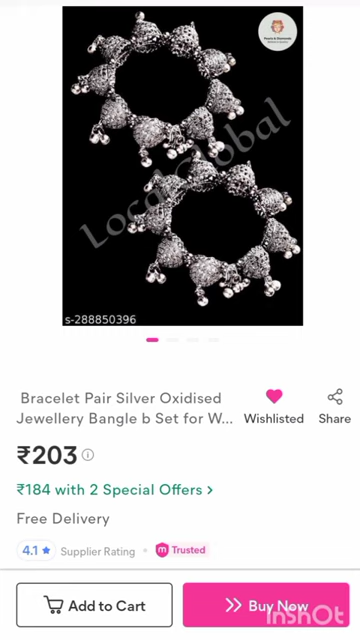 Local Global
s-288850396
Bracelet Pair Silver Oxidised
Jewellery Bangle b Set for W...
Wishlisted
Share
₹203
₹184 with 2 Special Offers >
Free Delivery
4.1 ★
Supplier Rating
m Trusted
Add to Cart
Buy Now
InShOt